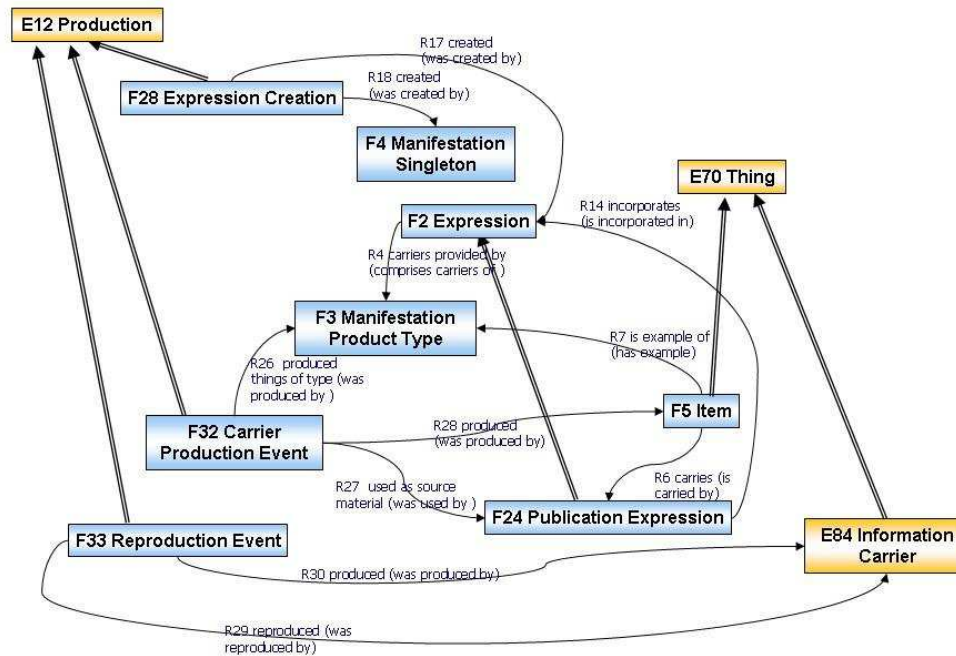 E12 Production
R17 created
(was created by)
R18 created
(was created by)
F28 Expression Creation
F4 Manifestation
Singleton
E70 Thing
R14 incorporates
(is incorporated in)
F2 Expression
R4 carriers provided by
(comprises carriers of )
F3 Manifestation
Product Type
R7 is example of
(has example)
R26 produced
things of type (was
produced by )
F5 Item
F32 Carrier
Production Event
R28 produced
(was produced by)
R6 carries (is
carried by)
R27 used as source
material (was used by )
F24 Publication Expression
F33 Reproduction Event
E84 Information
Carrier
R30 produced (was produced by)
R29 reproduced (was
reproduced by)